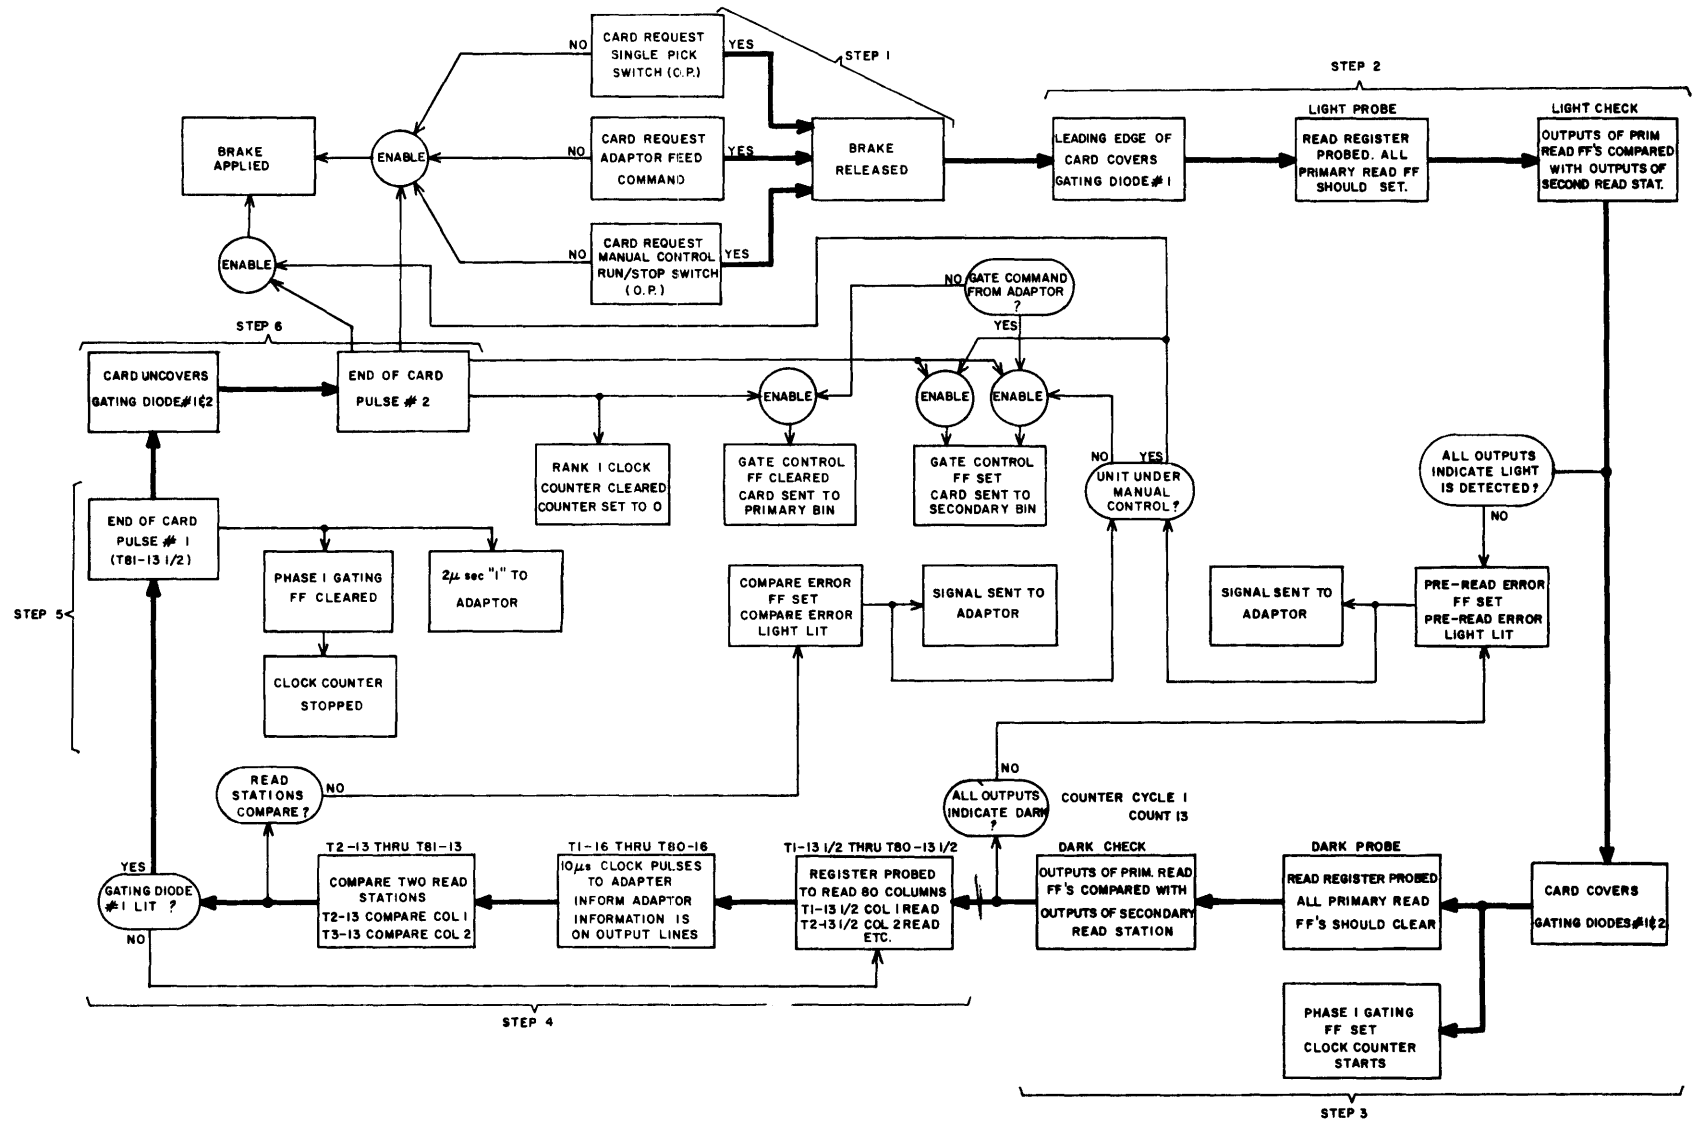 CARD REQUEST
SINGLE PICK
SWITCH (O.P.)
NO
YES
STEP 1
CARD REQUEST
ADAPTOR FEED
COMMAND
NO
YES
CARD REQUEST
MANUAL CONTROL
RUN/STOP SWITCH
(O.P.)
NO
YES
BRAKE
APPLIED
ENABLE
ENABLE
BRAKE
RELEASED
STEP 2
LEADING EDGE OF
CARD COVERS
GATING DIODE #1
LIGHT PROBE
READ REGISTER
PROBED. ALL
PRIMARY READ FF
SHOULD SET.
LIGHT CHECK
OUTPUTS OF PRIM
READ FF'S COMPARED
WITH OUTPUTS OF
SECOND READ STAT.
GATE COMMAND
FROM ADAPTOR
?
NO
YES
STEP 6
CARD UNCOVERS
GATING DIODE #1¢2
END OF CARD
PULSE # 2
ENABLE
ENABLE
ENABLE
RANK 1 CLOCK
COUNTER CLEARED
COUNTER SET TO 0
GATE CONTROL
FF CLEARED
CARD SENT TO
PRIMARY BIN
GATE CONTROL
FF SET
CARD SENT TO
SECONDARY BIN
NO
YES
UNIT UNDER
MANUAL
CONTROL?
ALL OUTPUTS
INDICATE LIGHT
IS DETECTED?
NO
STEP 5
END OF CARD
PULSE # 1
(T81-13 1/2)
PHASE 1 GATING
FF CLEARED
2μ sec "1" TO
ADAPTOR
CLOCK COUNTER
STOPPED
COMPARE ERROR
FF SET
COMPARE ERROR
LIGHT LIT
SIGNAL SENT TO
ADAPTOR
SIGNAL SENT TO
ADAPTOR
PRE-READ ERROR
FF SET
PRE-READ ERROR
LIGHT LIT
READ
STATIONS
COMPARE?
NO
ALL OUTPUTS
INDICATE DARK
?
NO
COUNTER CYCLE 1
COUNT 13
YES
GATING DIODE
#1 LIT ?
NO
T2-13 THRU T81-13
COMPARE TWO READ
STATIONS
T2-13 COMPARE COL 1
T3-13 COMPARE COL 2
T1-16 THRU T80-16
10μs CLOCK PULSES
TO ADAPTER
INFORM ADAPTOR
INFORMATION IS
ON OUTPUT LINES
T1-13 1/2 THRU T80-13 1/2
REGISTER PROBED
TO READ 80 COLUMNS
T1-13 1/2 COL 1 READ
T2-13 1/2 COL 2 READ
ETC.
DARK CHECK
OUTPUTS OF PRIM. READ
FF'S COMPARED WITH
OUTPUTS OF SECONDARY
READ STATION
DARK PROBE
READ REGISTER PROBED
ALL PRIMARY READ
FF'S SHOULD CLEAR
CARD COVERS
GATING DIODES #1¢2
PHASE 1 GATING
FF SET
CLOCK COUNTER
STARTS
STEP 4
STEP 3